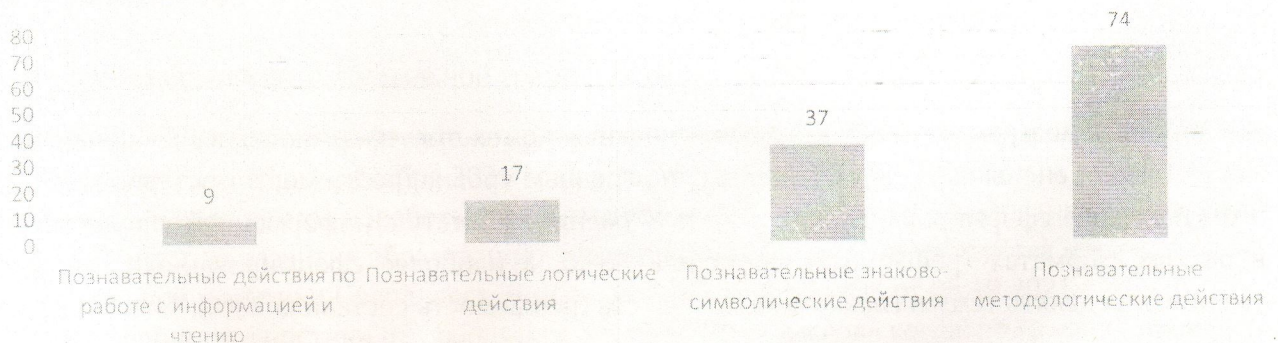 74
80
70
60
50
40
30
20
10
0
37
17
9
Познавательные действия по
работе с информацией и
чтению
Познавательные логические
действия
Познавательные знаково-
символические действия
Познавательные
методологические действия